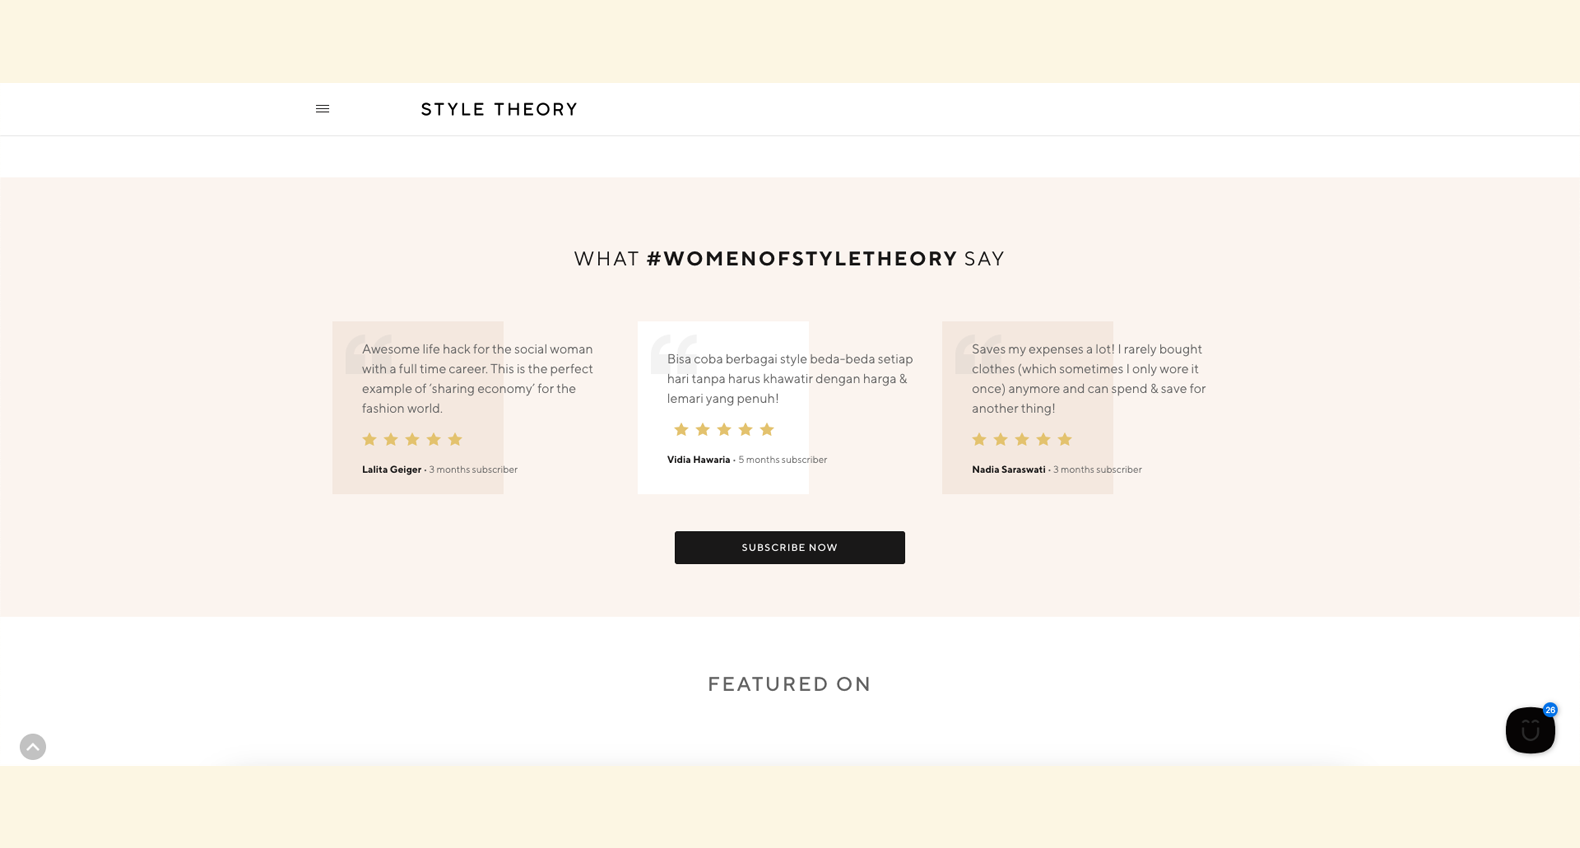 STYLE THEORY
WHAT #WOMENOFSTYLETHEORY SAY
Awesome life hack for the social woman
with a full time career. This is the perfect
example of ‘sharing economy’ for the
fashion world.
Lalita Geiger · 3 months subscriber
Bisa coba berbagai style beda-beda setiap
hari tanpa harus khawatir dengan harga &
lemari yang penuh!
Vidia Hawaria · 5 months subscriber
Saves my expenses a lot! I rarely bought
clothes (which sometimes I only wore it
once) anymore and can spend & save for
another thing!
Nadia Saraswati · 3 months subscriber
SUBSCRIBE NOW
FEATURED ON
26